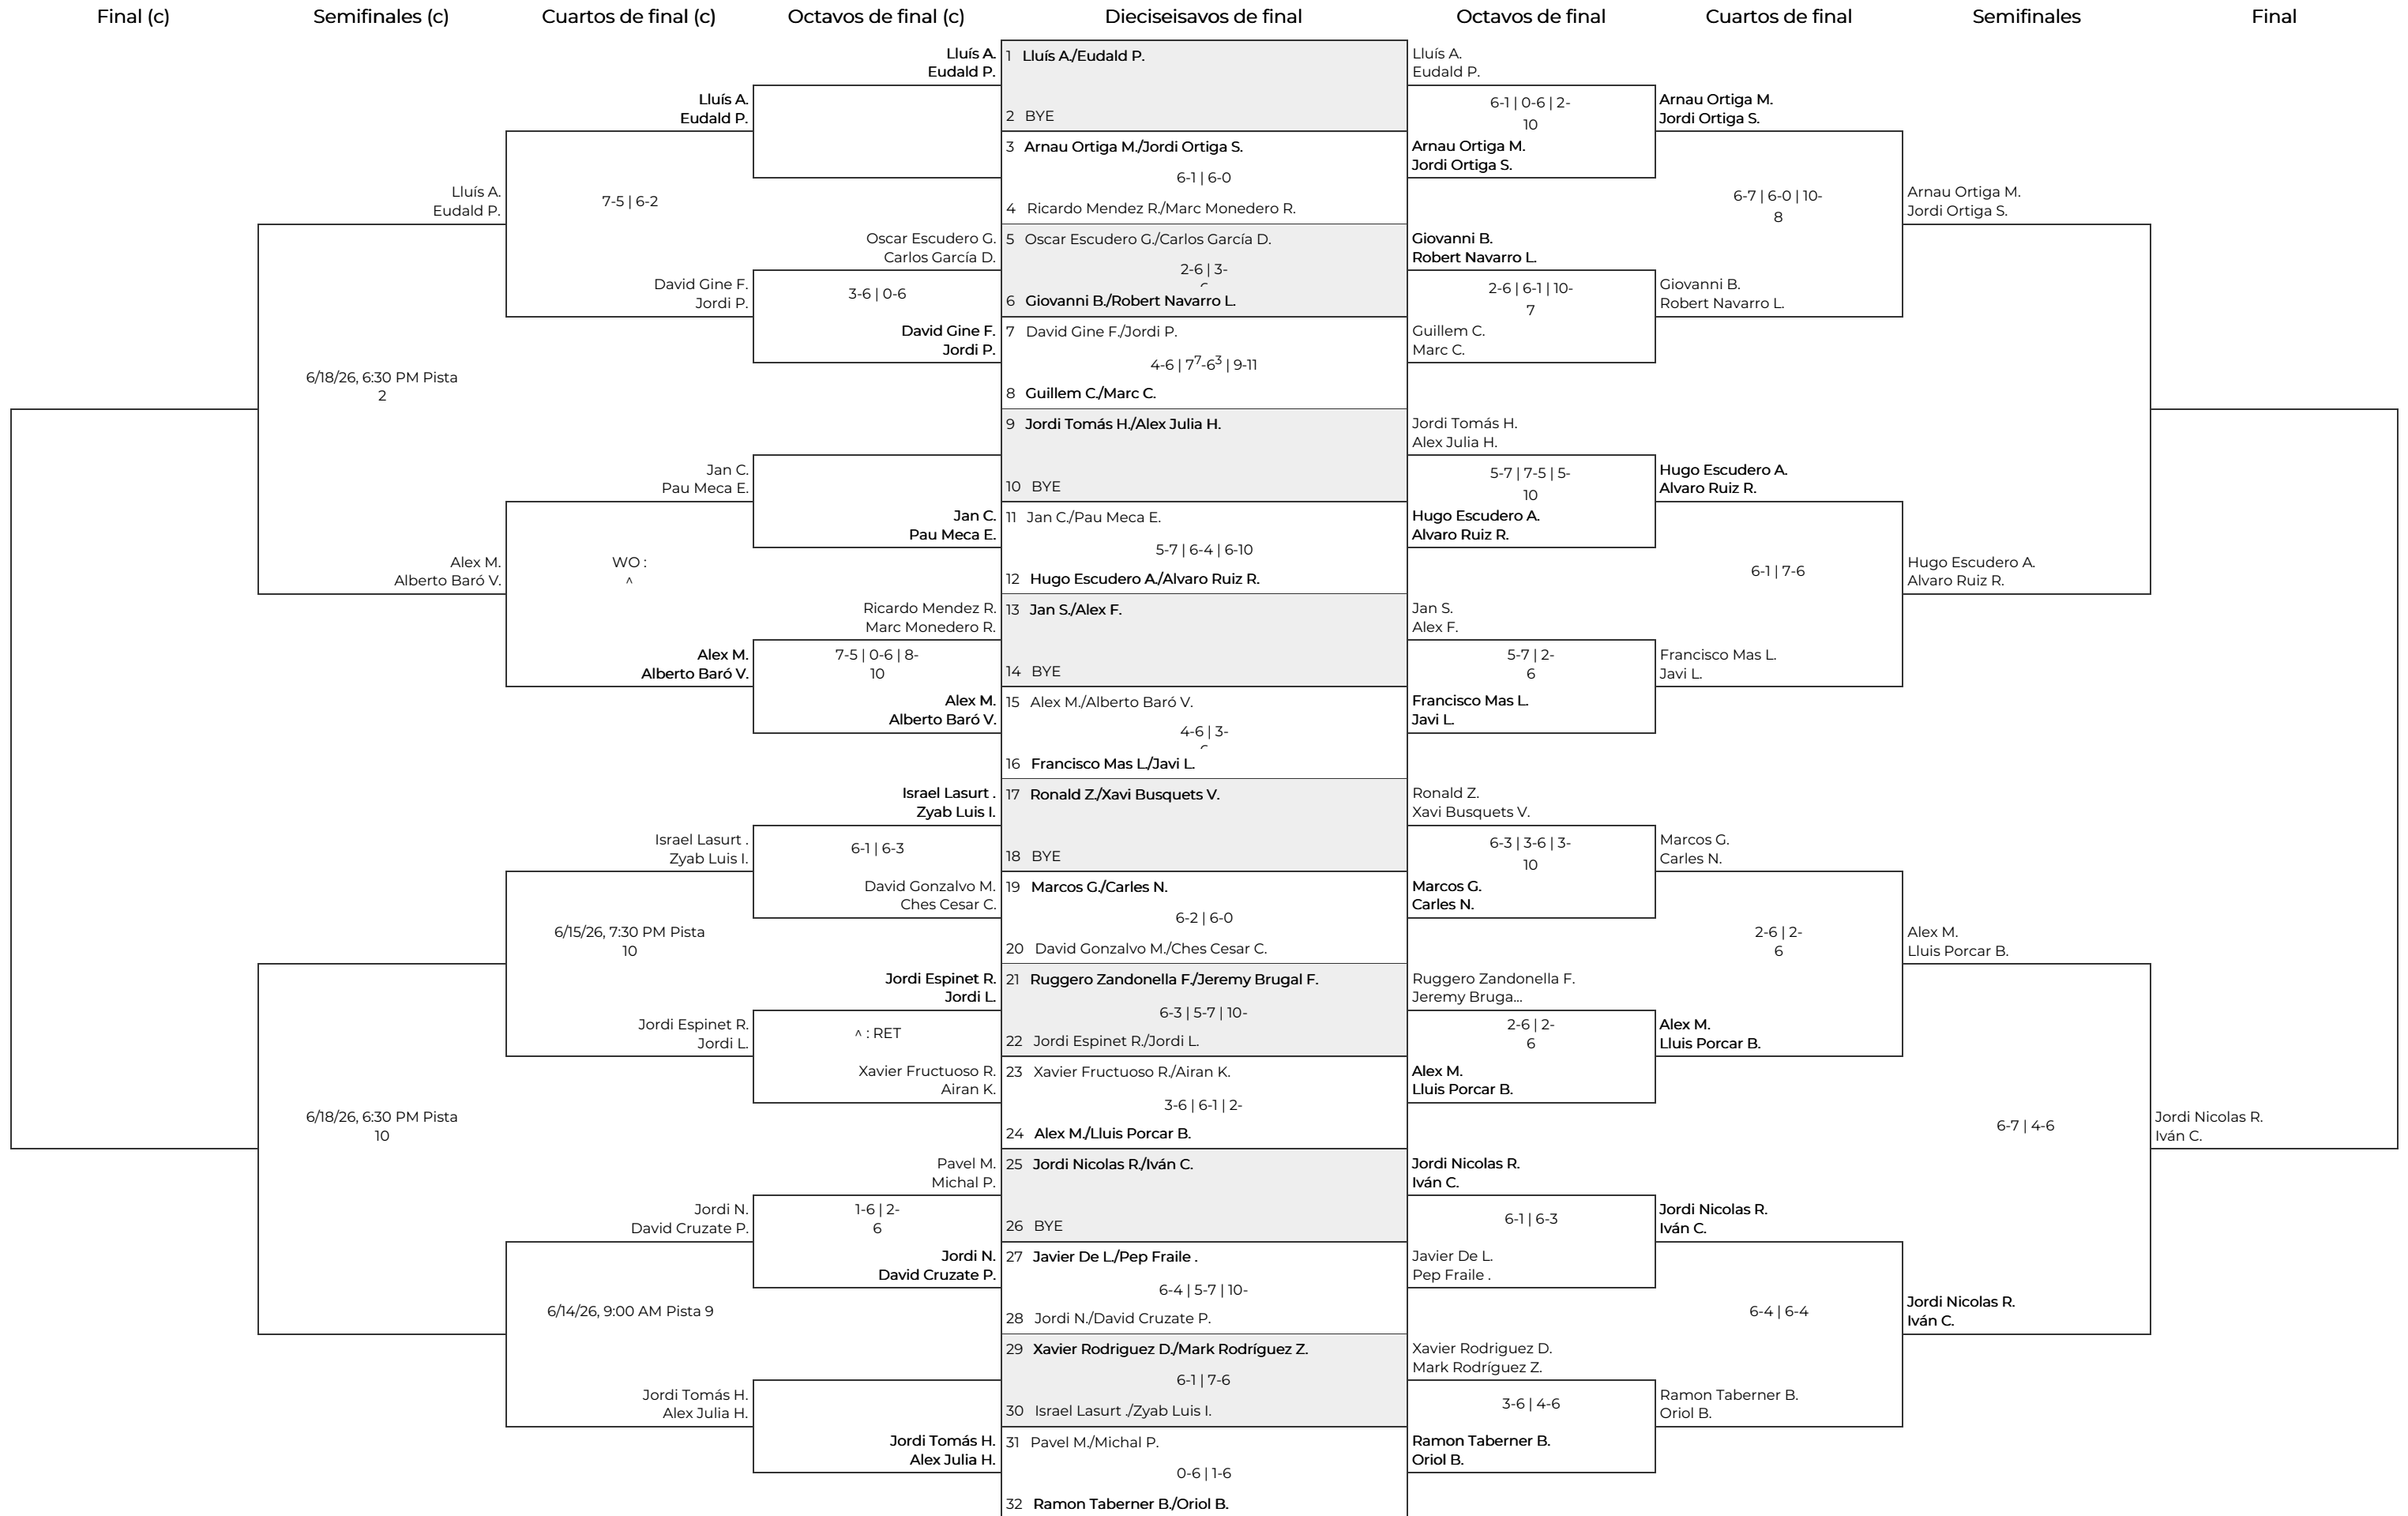 Final (c)
Semifinales (c)
Cuartos de final (c)
Octavos de final (c)
Dieciseisavos de final
Octavos de final
Cuartos de final
Semifinales
Final
6/18/26, 6:30 PM Pista
2
6/18/26, 6:30 PM Pista
10
Lluís A.
Eudald P.
7-5 | 6-2
Alex M.
Alberto Baró V.
WO :
^
6/15/26, 7:30 PM Pista
10
6/14/26, 9:00 AM Pista 9
Lluís A.
Eudald P.
David Gine F.
Jordi P.
3-6 | 0-6
Jan C.
Pau Meca E.
Alex M.
Alberto Baró V.
7-5 | 0-6 | 8-
10
Israel Lasurt .
Zyab Luis I.
6-1 | 6-3
Jordi Espinet R.
Jordi L.
^ : RET
Jordi N.
David Cruzate P.
1-6 | 2-
6
Jordi Tomás H.
Alex Julia H.
Lluís A.
Eudald P.
Oscar Escudero G.
Carlos García D.
David Gine F.
Jordi P.
Jan C.
Pau Meca E.
Ricardo Mendez R.
Marc Monedero R.
Alex M.
Alberto Baró V.
Israel Lasurt .
Zyab Luis I.
David Gonzalvo M.
Ches Cesar C.
Jordi Espinet R.
Jordi L.
Xavier Fructuoso R.
Airan K.
Pavel M.
Michal P.
Jordi N.
David Cruzate P.
Jordi Tomás H.
Alex Julia H.
1 Lluís A./Eudald P.
2 BYE
3 Arnau Ortiga M./Jordi Ortiga S.
6-1 | 6-0
4 Ricardo Mendez R./Marc Monedero R.
5 Oscar Escudero G./Carlos García D.
2-6 | 3-
6 Giovanni B./Robert Navarro L.
7 David Gine F./Jordi P.
4-6 | 7⁷-6³ | 9-11
8 Guillem C./Marc C.
9 Jordi Tomás H./Alex Julia H.
10 BYE
11 Jan C./Pau Meca E.
5-7 | 6-4 | 6-10
12 Hugo Escudero A./Alvaro Ruiz R.
13 Jan S./Alex F.
14 BYE
15 Alex M./Alberto Baró V.
4-6 | 3-
16 Francisco Mas L./Javi L.
17 Ronald Z./Xavi Busquets V.
18 BYE
19 Marcos G./Carles N.
6-2 | 6-0
20 David Gonzalvo M./Ches Cesar C.
21 Ruggero Zandonella F./Jeremy Brugal F.
6-3 | 5-7 | 10-
22 Jordi Espinet R./Jordi L.
23 Xavier Fructuoso R./Airan K.
3-6 | 6-1 | 2-
24 Alex M./Lluis Porcar B.
25 Jordi Nicolas R./Iván C.
26 BYE
27 Javier De L./Pep Fraile .
6-4 | 5-7 | 10-
28 Jordi N./David Cruzate P.
29 Xavier Rodriguez D./Mark Rodríguez Z.
6-1 | 7-6
30 Israel Lasurt ./Zyab Luis I.
31 Pavel M./Michal P.
0-6 | 1-6
32 Ramon Taberner B./Oriol B.
Lluís A.
Eudald P.
6-1 | 0-6 | 2-
10
Arnau Ortiga M.
Jordi Ortiga S.
Giovanni B.
Robert Navarro L.
2-6 | 6-1 | 10-
7
Guillem C.
Marc C.
Jordi Tomás H.
Alex Julia H.
5-7 | 7-5 | 5-
10
Hugo Escudero A.
Alvaro Ruiz R.
Jan S.
Alex F.
5-7 | 2-
6
Francisco Mas L.
Javi L.
Ronald Z.
Xavi Busquets V.
6-3 | 3-6 | 3-
10
Marcos G.
Carles N.
Ruggero Zandonella F.
Jeremy Bruga...
2-6 | 2-
6
Alex M.
Lluis Porcar B.
Jordi Nicolas R.
Iván C.
6-1 | 6-3
Javier De L.
Pep Fraile .
Xavier Rodriguez D.
Mark Rodríguez Z.
3-6 | 4-6
Ramon Taberner B.
Oriol B.
Arnau Ortiga M.
Jordi Ortiga S.
6-7 | 6-0 | 10-
8
Giovanni B.
Robert Navarro L.
Hugo Escudero A.
Alvaro Ruiz R.
6-1 | 7-6
Francisco Mas L.
Javi L.
Marcos G.
Carles N.
2-6 | 2-
6
Alex M.
Lluis Porcar B.
Jordi Nicolas R.
Iván C.
6-4 | 6-4
Ramon Taberner B.
Oriol B.
Arnau Ortiga M.
Jordi Ortiga S.
Hugo Escudero A.
Alvaro Ruiz R.
Alex M.
Lluis Porcar B.
6-7 | 4-6
Jordi Nicolas R.
Iván C.
Jordi Nicolas R.
Iván C.